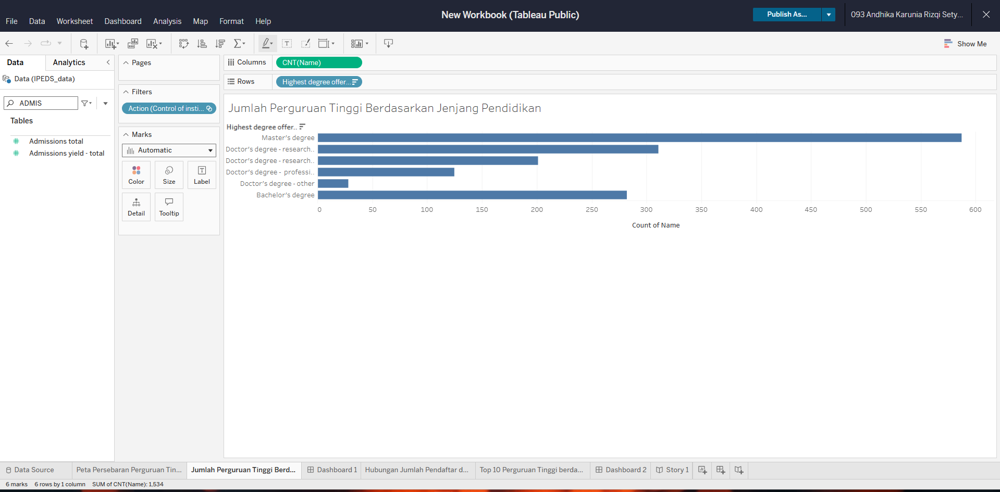 New Workbook (Tableau Public)
Publish As...
093 Andhika Karunia Rizqi Sety...
File Data Worksheet Dashboard Analysis Map Format Help
Show Me
Data Analytics
Data (IPEDS_data)
ADMIS
Tables
Admissions total
Admissions yield - total
Pages
Filters
Action (Control of insti...
Marks
Automatic
Color Size Label
Detail Tooltip
Columns CNT(Name)
Rows Highest degree offer...
Jumlah Perguruan Tinggi Berdasarkan Jenjang Pendidikan
Highest degree offer..
Master's degree
Doctor's degree - research..
Doctor's degree - research..
Doctor's degree - professi..
Doctor's degree - other
Bachelor's degree
0 50 100 150 200 250 300 350 400 450 500 550 600
Count of Name
Data Source Peta Persebaran Perguruan Tin... Jumlah Perguruan Tinggi Berd... Dashboard 1 Hubungan Jumlah Pendaftar d... Top 10 Perguruan Tinggi berda... Dashboard 2 Story 1
6 marks 6 rows by 1 column SUM of CNT(Name): 1,534